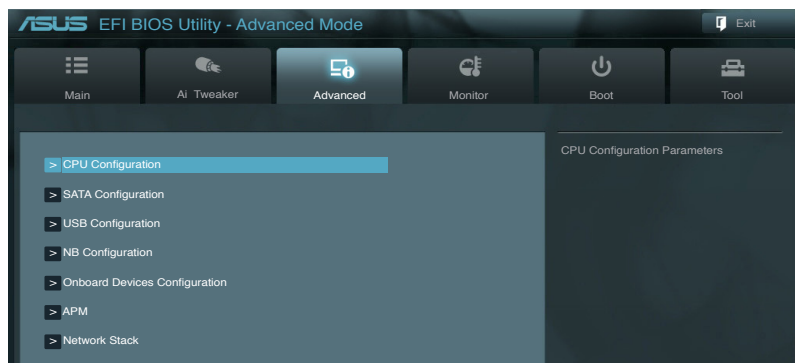 ASUS EFI BIOS Utility - Advanced Mode
Exit
Main
Ai Tweaker
Advanced
Monitor
Boot
Tool
> CPU Configuration
> SATA Configuration
> USB Configuration
> NB Configuration
> Onboard Devices Configuration
> APM
> Network Stack
CPU Configuration Parameters